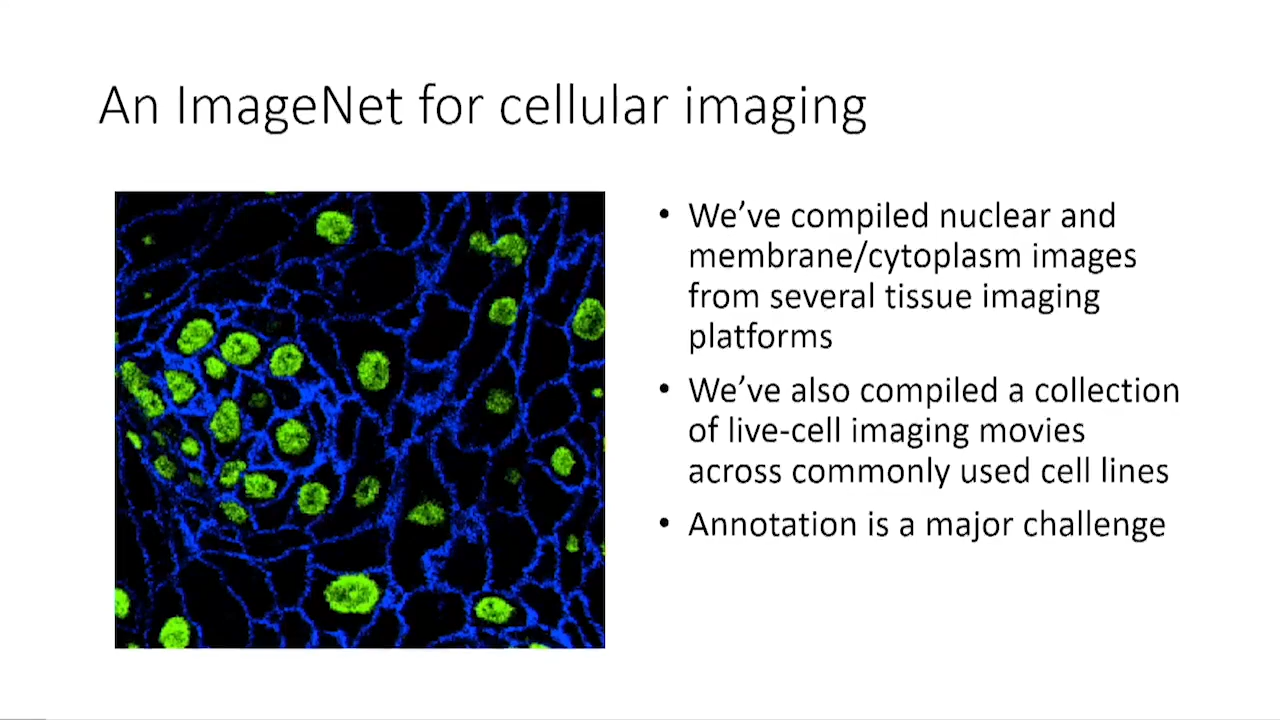 An ImageNet for cellular imaging
• We’ve compiled nuclear and
membrane/cytoplasm images
from several tissue imaging
platforms
• We’ve also compiled a collection
of live-cell imaging movies
across commonly used cell lines
• Annotation is a major challenge